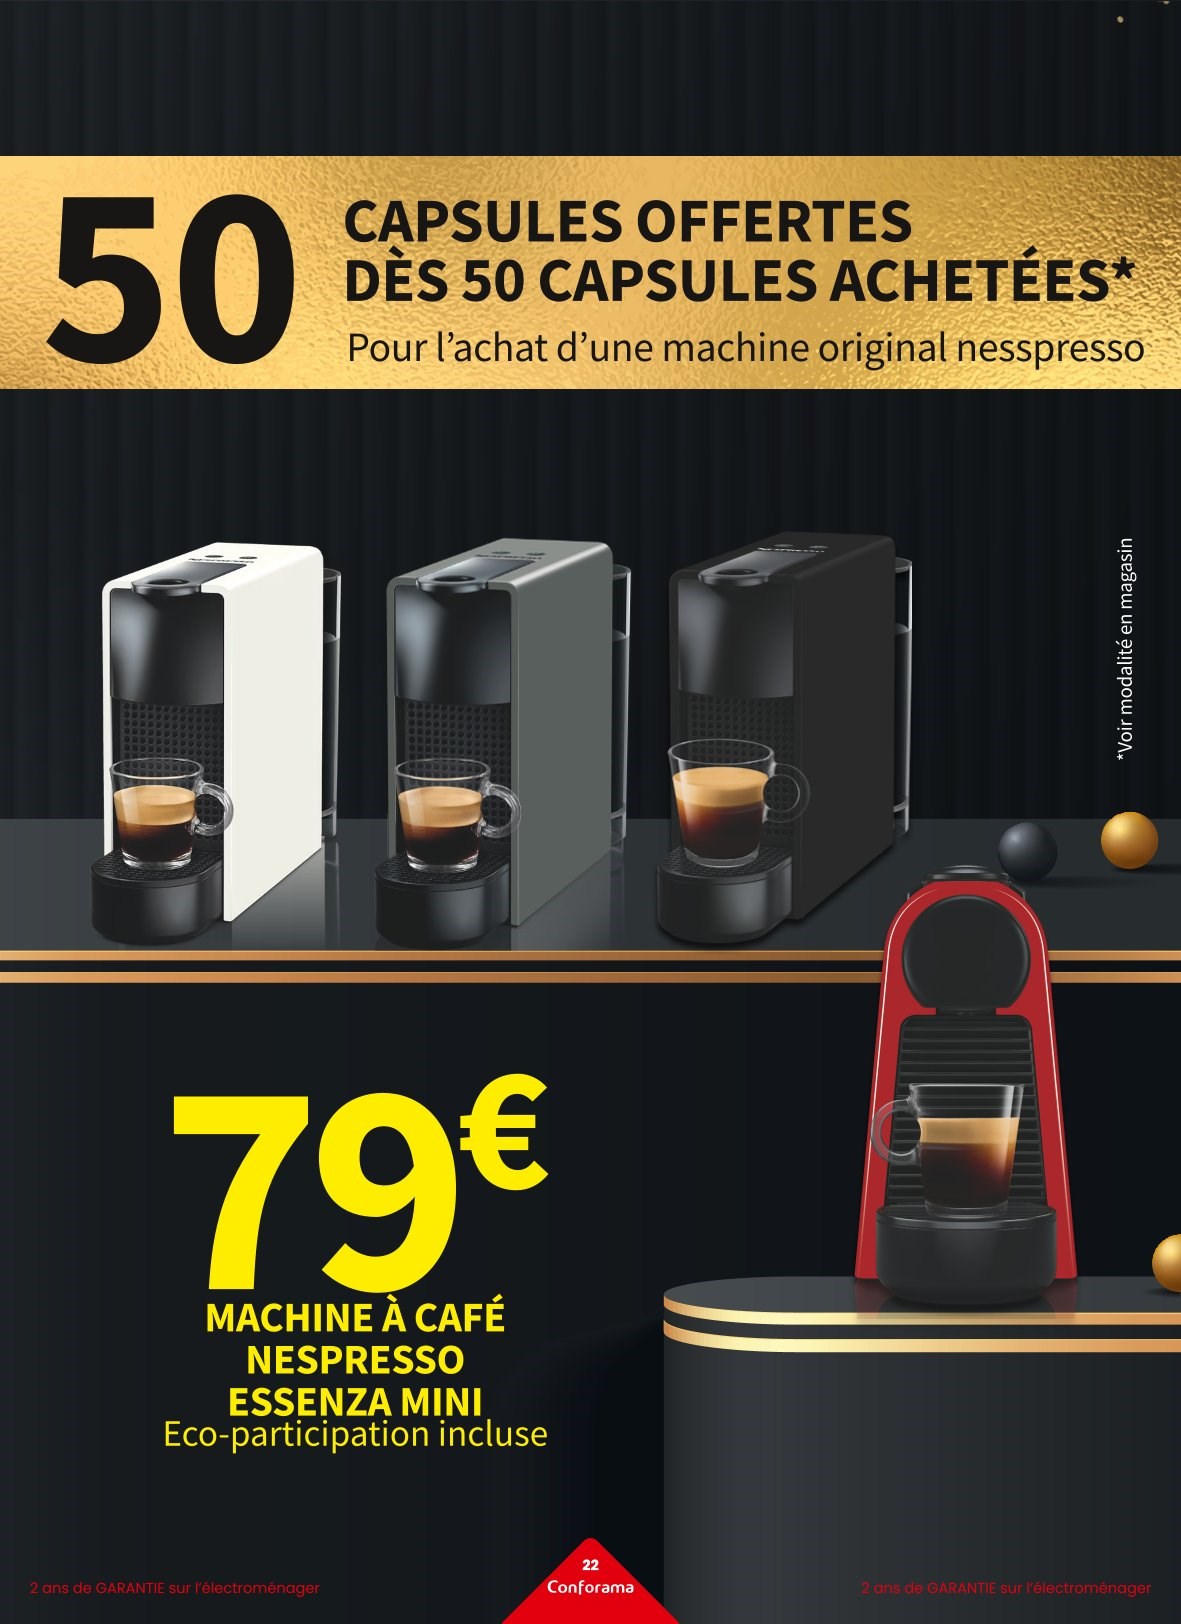 50
CAPSULES OFFERTES
DÈS 50 CAPSULES ACHETÉES*
Pour l'achat d'une machine original nesspresso
*Voir modalité en magasin
79€
MACHINE À CAFÉ
NESPRESSO
ESSENZA MINI
Eco-participation incluse
2 ans de GARANTIE sur l'électroménager
22
Conforama
2 ans de GARANTIE sur l'électroménager